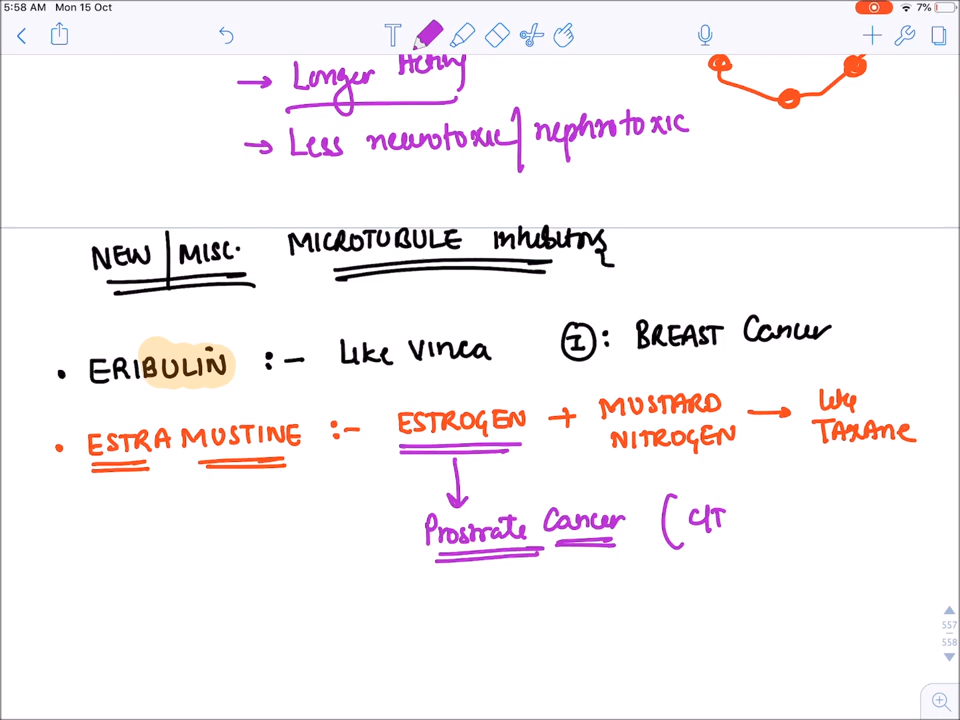 5:58 AM Mon 15 Oct 7%
T
→ Longer Acting
→ Less neurotoxic | nephrotoxic
NEW | MISC. MICROTUBULE inhibitors
• ERIBULIN :- like vinca Ⓘ: BREAST Cancer
• ESTRAMUSTINE :- ESTROGEN + MUSTARD NITROGEN → like TAXANE
Prostrate Cancer ( C/T
557
558